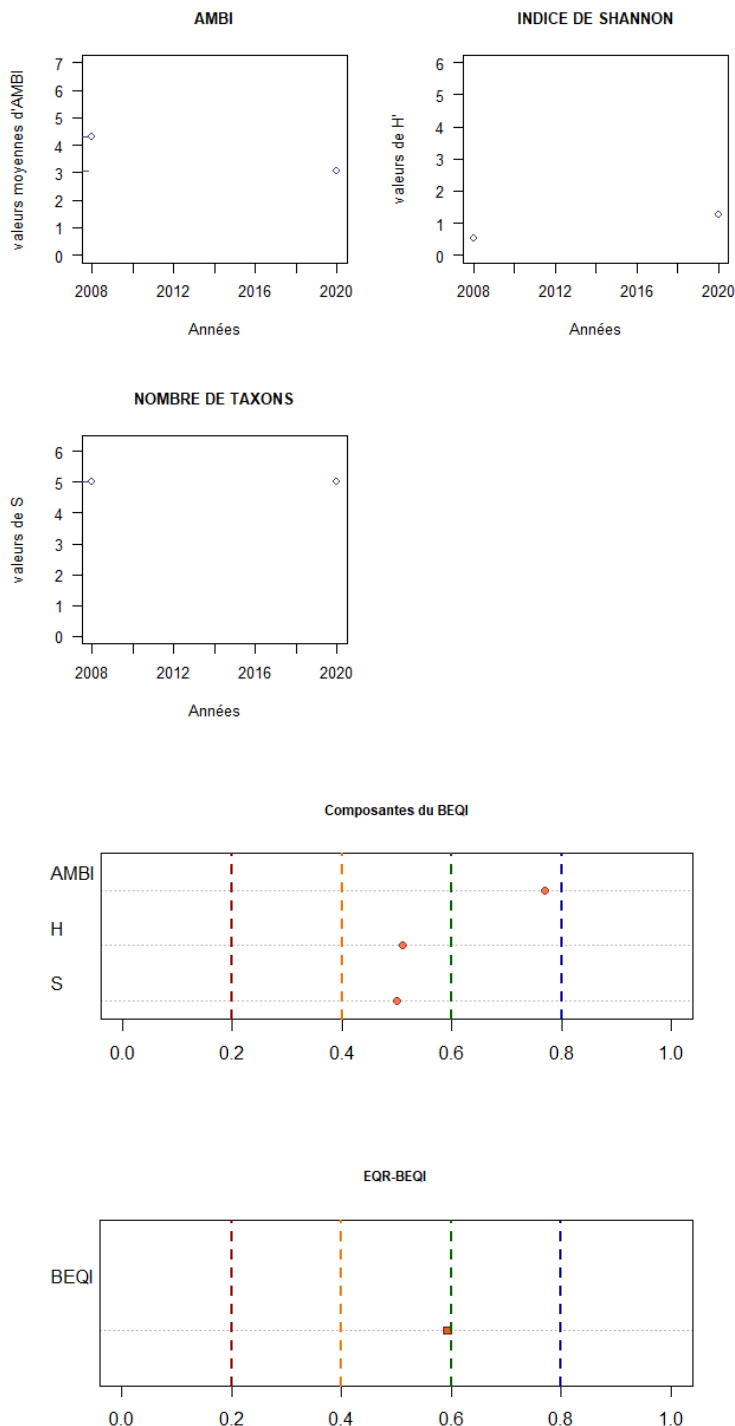 AMBI
valeurs moyennes d'AMBI
7
6
5
4
3
2
1
0
2008 2012 2016 2020
Années
INDICE DE SHANNON
valeurs de H'
6
5
4
3
2
1
0
2008 2012 2016 2020
Années
NOMBRE DE TAXONS
valeurs de S
6
5
4
3
2
1
0
2008 2012 2016 2020
Années
Composantes du BEQI
AMBI
H
S
0.0 0.2 0.4 0.6 0.8 1.0
EQR-BEQI
BEQI
0.0 0.2 0.4 0.6 0.8 1.0